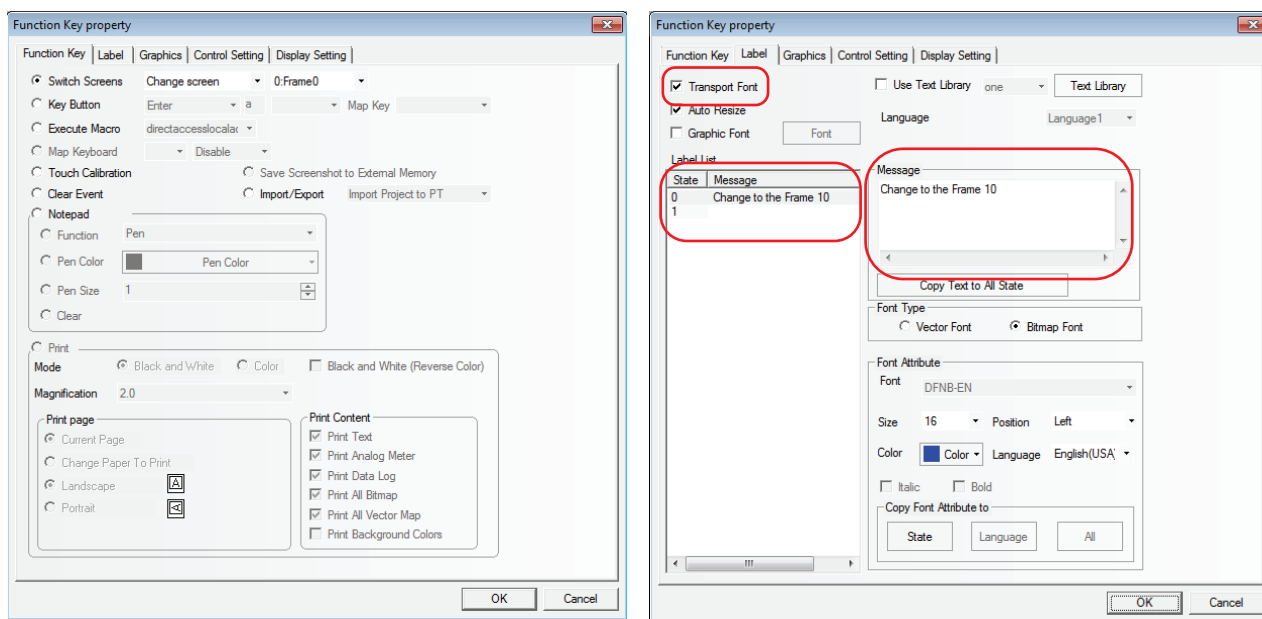 Function Key property
Function Key Label Graphics Control Setting Display Setting
Switch Screens Change screen 0:Frame0
Key Button Enter a Map Key
Execute Macro directaccesslocalac
Map Keyboard Disable
Touch Calibration Save Screenshot to External Memory
Clear Event Import/Export Import Project to PT
Notepad
Function Pen
Pen Color Pen Color
Pen Size 1
Clear
Print
Mode Black and White Color Black and White (Reverse Color)
Magnification 2.0
Print page
Current Page
Change Paper To Print
Landscape A
Portrait A
Print Content
Print Text
Print Analog Meter
Print Data Log
Print All Bitmap
Print All Vector Map
Print Background Colors
OK Cancel
Function Key property
Function Key Label Graphics Control Setting Display Setting
Transport Font
Auto Resize
Graphic Font Font
Use Text Library one Text Library
Language Language1
Label List
State Message
0 Change to the Frame 10
1
Message
Change to the Frame 10
Copy Text to All State
Font Type
Vector Font Bitmap Font
Font Attribute
Font DFNB-EN
Size 16 Position Left
Color Color Language English(USA)
Italic Bold
Copy Font Attribute to
State Language All
OK Cancel